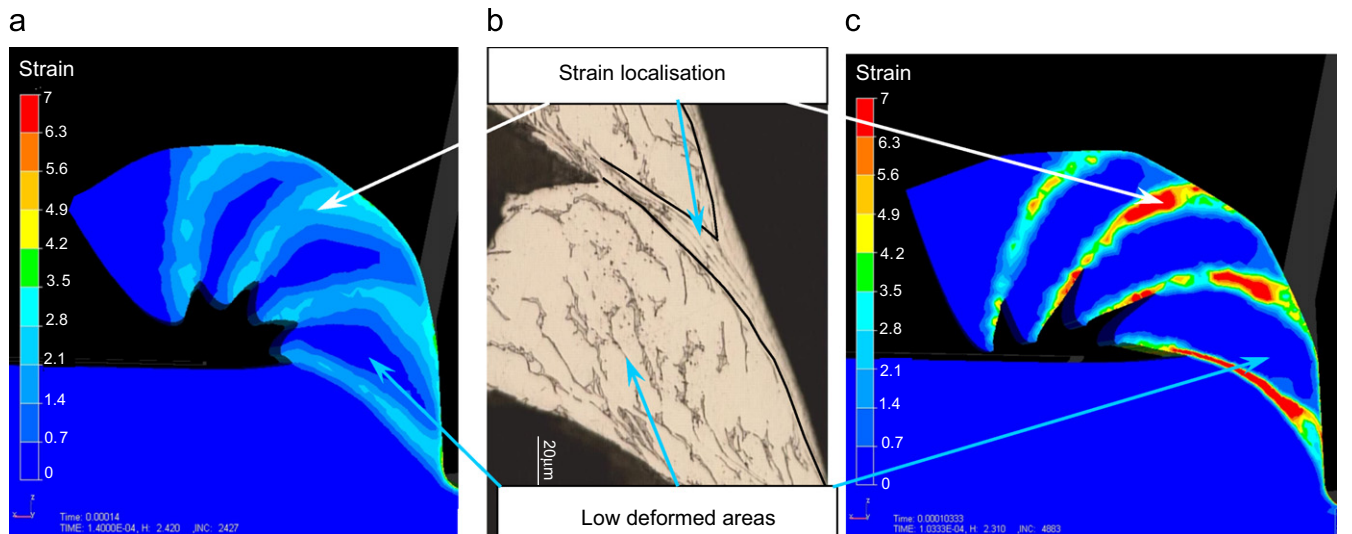 a
b
c
Strain
7
6.3
5.6
4.9
4.2
3.5
2.8
2.1
1.4
0.7
0
Time: 0.00014
TIME: 1.4000E-04, H: 2.420 ,INC: 2427
z
x
Strain localisation
20μm
Low deformed areas
Strain
7
6.3
5.6
4.9
4.2
3.5
2.8
2.1
1.4
0.7
0
z
x
Time: 0.00010333
TIME: 1.0333E-04, H: 2.310 ,INC: 4883